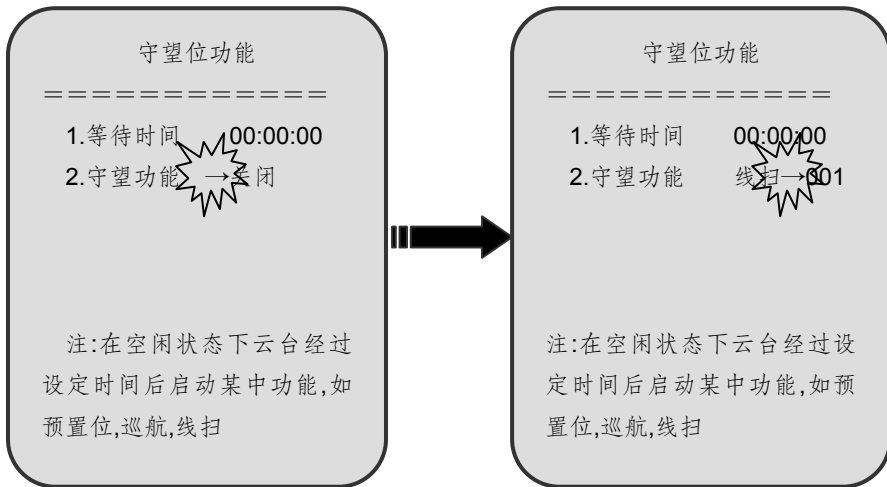 守望位功能
============
1.等待时间 00:00:00
2.守望功能 →关闭
注:在空闲状态下云台经过
设定时间后启动某中功能,如
预置位,巡航,线扫
守望位功能
============
1.等待时间 00:00:00
2.守望功能 线扫→001
注:在空闲状态下云台经过设
定时间后启动某中功能,如预
置位,巡航,线扫